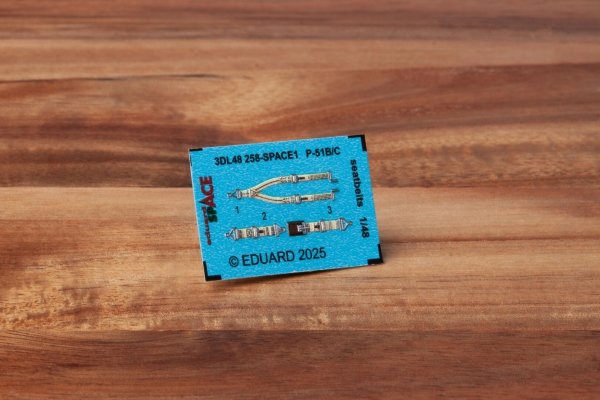 3DL48 258-SPACE1 P-51B/C
seatbelts 1/48
SPACE
1
2
3
© EDUARD 2025